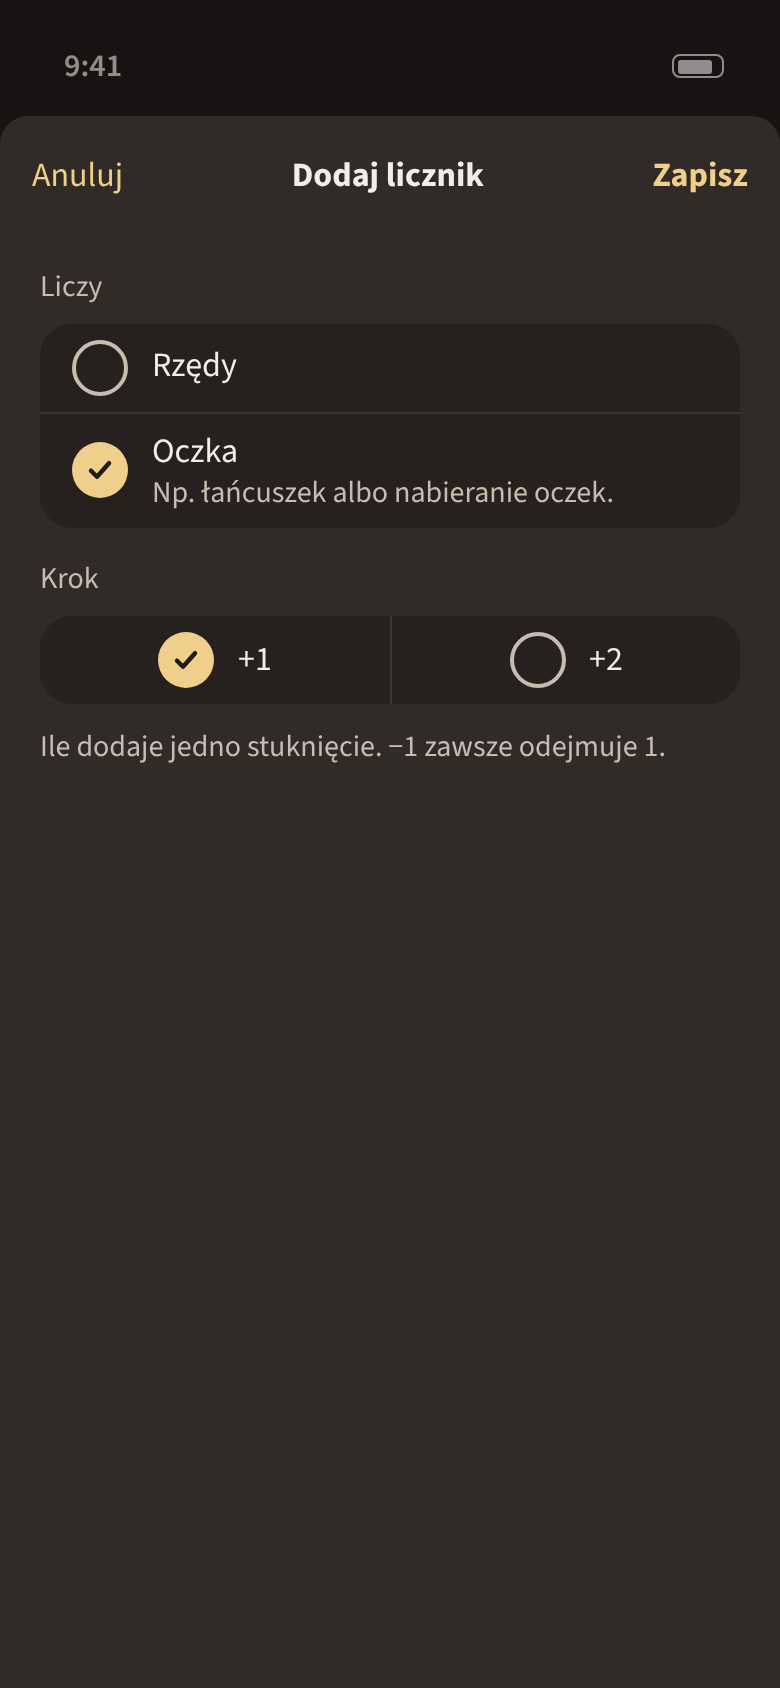 9:41
Anuluj Dodaj licznik Zapisz
Liczy
Rzędy
Oczka
Np. łańcuszek albo nabieranie oczek.
Krok
+1 +2
Ile dodaje jedno stuknięcie. −1 zawsze odejmuje 1.